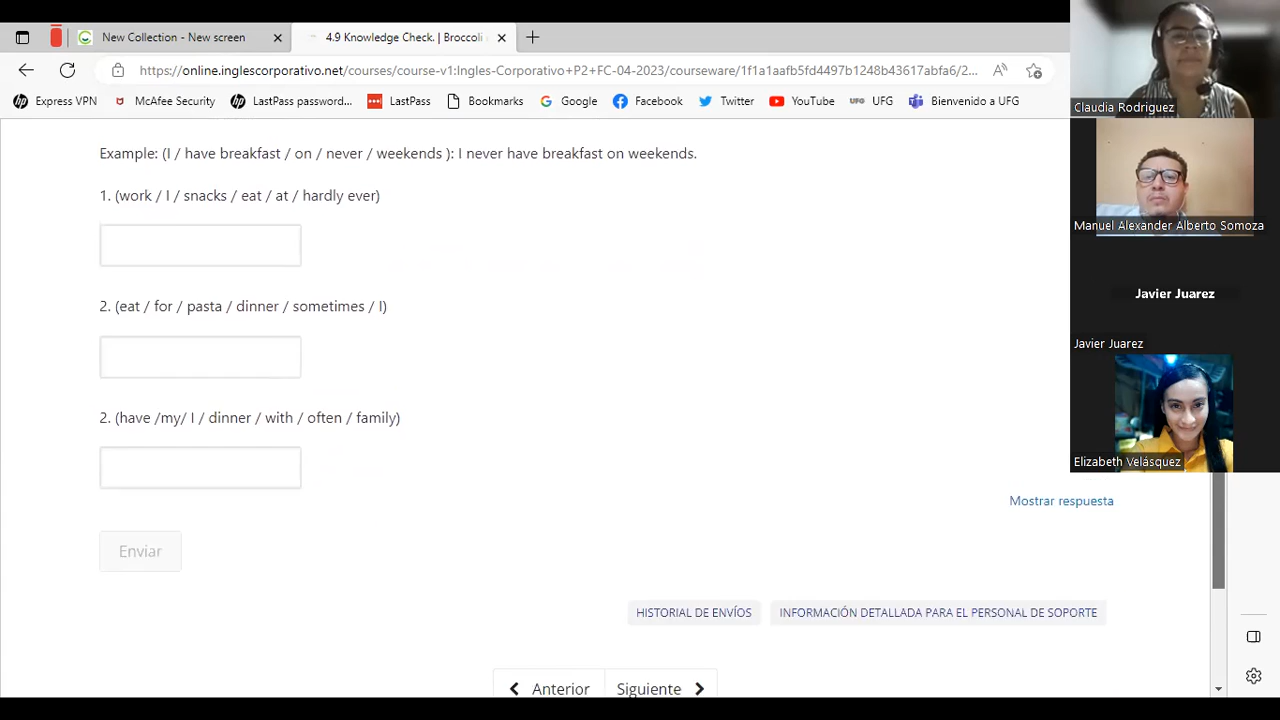 New Collection - New screen
4.9 Knowledge Check. | Broccoli
https://online.inglescorporativo.net/courses/course-v1:Ingles-Corporativo+P2+FC-04-2023/courseware/1f1a1aafb5fd4497b1248b43617abfa6/2...
Express VPN
McAfee Security
LastPass password...
LastPass
Bookmarks
Google
Facebook
Twitter
YouTube
UFG
Bienvenido a UFG
Example: (I / have breakfast / on / never / weekends ): I never have breakfast on weekends.
1. (work / I / snacks / eat / at / hardly ever)
2. (eat / for / pasta / dinner / sometimes / I)
2. (have /my/ I / dinner / with / often / family)
Mostrar respuesta
Enviar
HISTORIAL DE ENVÍOS
INFORMACIÓN DETALLADA PARA EL PERSONAL DE SOPORTE
Anterior
Siguiente
Claudia Rodriguez
Manuel Alexander Alberto Somoza
Javier Juarez
Javier Juarez
Elizabeth Velásquez